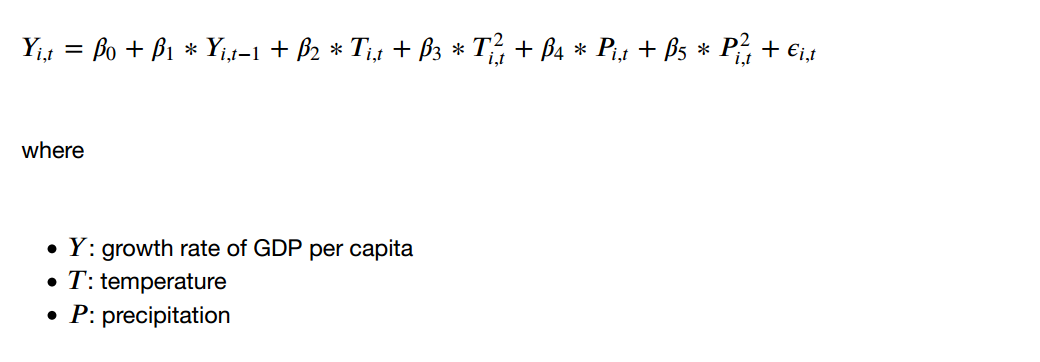 Y_{i,t} = β_0 + β_1 * Y_{i,t−1} + β_2 * T_{i,t} + β_3 * T_{i,t}^2 + β_4 * P_{i,t} + β_5 * P_{i,t}^2 + ϵ_{i,t}
where
• Y: growth rate of GDP per capita
• T: temperature
• P: precipitation